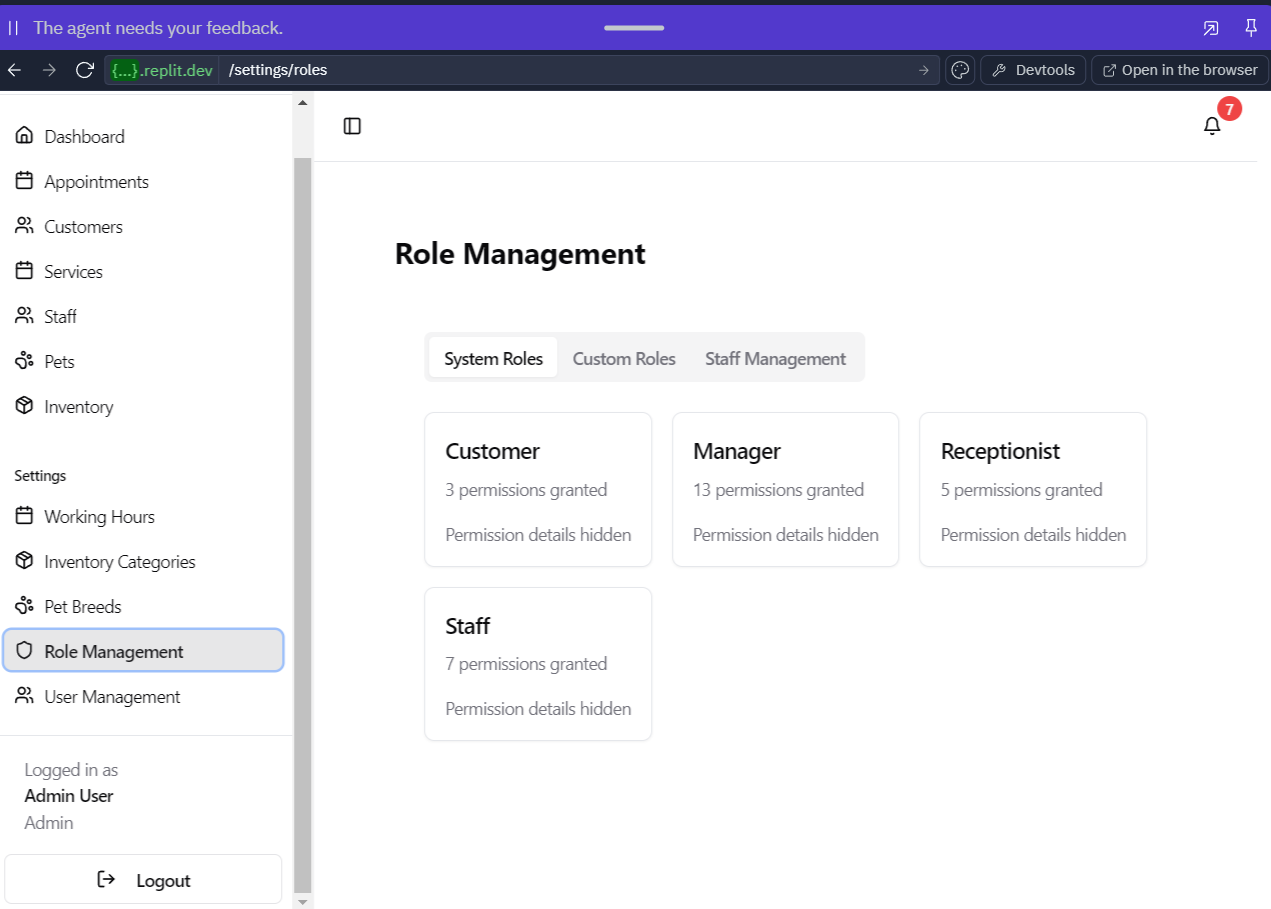 The agent needs your feedback.
{...}.replit.dev /settings/roles
Devtools
Open in the browser
7
Dashboard
Appointments
Customers
Services
Staff
Pets
Inventory
Settings
Working Hours
Inventory Categories
Pet Breeds
Role Management
User Management
Logged in as
Admin User
Admin
Logout
Role Management
System Roles
Custom Roles
Staff Management
Customer
3 permissions granted
Permission details hidden
Manager
13 permissions granted
Permission details hidden
Receptionist
5 permissions granted
Permission details hidden
Staff
7 permissions granted
Permission details hidden